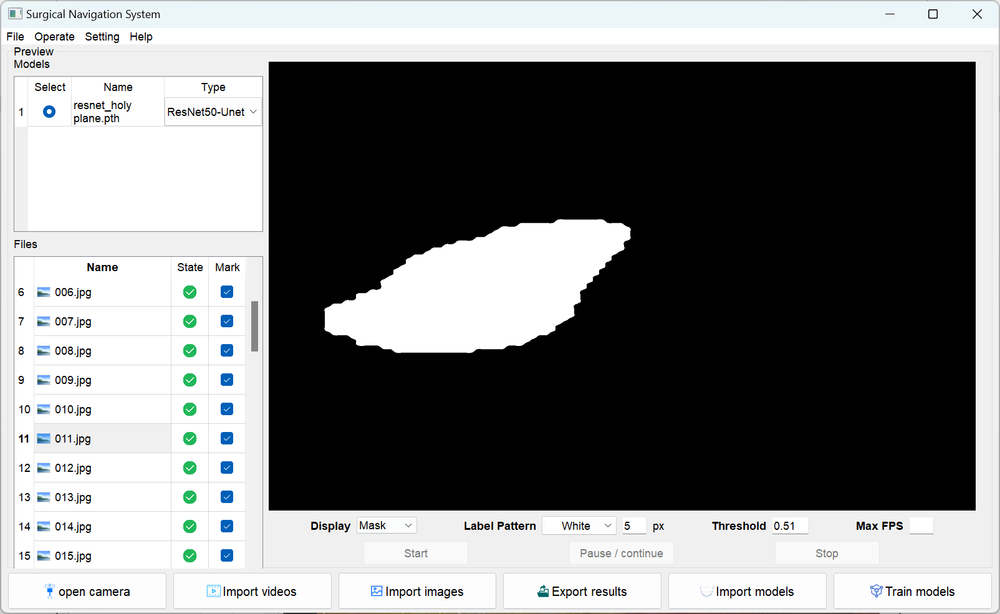 Surgical Navigation System
File Operate Setting Help
Preview
Models
Select Name Type
1 resnet_holy plane.pth ResNet50-Unet
Files
Name State Mark
6 006.jpg
7 007.jpg
8 008.jpg
9 009.jpg
10 010.jpg
11 011.jpg
12 012.jpg
13 013.jpg
14 014.jpg
15 015.jpg
Display Mask Label Pattern White 5 px Threshold 0.51 Max FPS
Start Pause / continue Stop
open camera Import videos Import images Export results Import models Train models